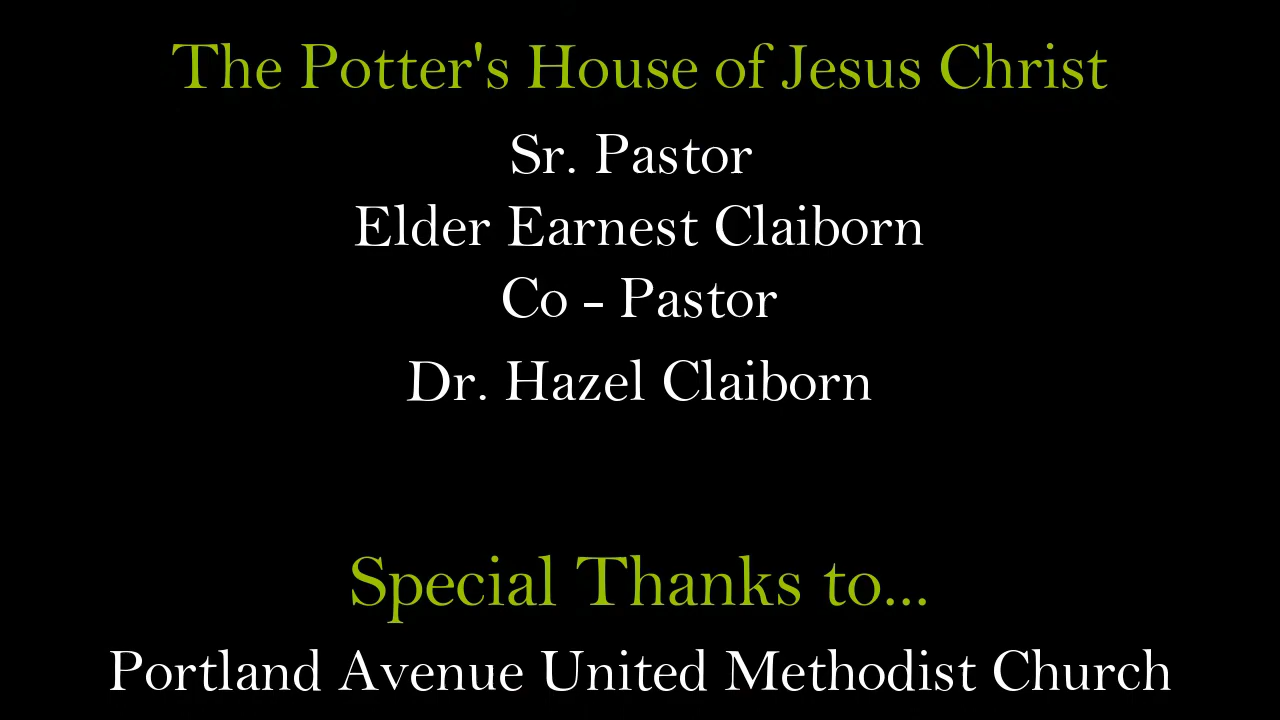 The Potter's House of Jesus Christ
Sr. Pastor
Elder Earnest Claiborn
Co – Pastor
Dr. Hazel Claiborn
Special Thanks to...
Portland Avenue United Methodist Church